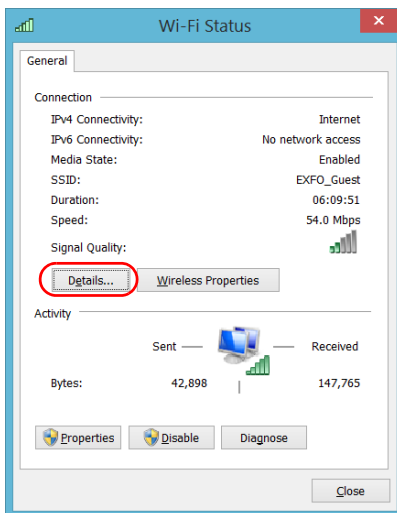 Wi-Fi Status
General
Connection
IPv4 Connectivity: Internet
IPv6 Connectivity: No network access
Media State: Enabled
SSID: EXFO_Guest
Duration: 06:09:51
Speed: 54.0 Mbps
Signal Quality:
Details... Wireless Properties
Activity
Sent Received
Bytes: 42,898 147,765
Properties Disable Diagnose
Close